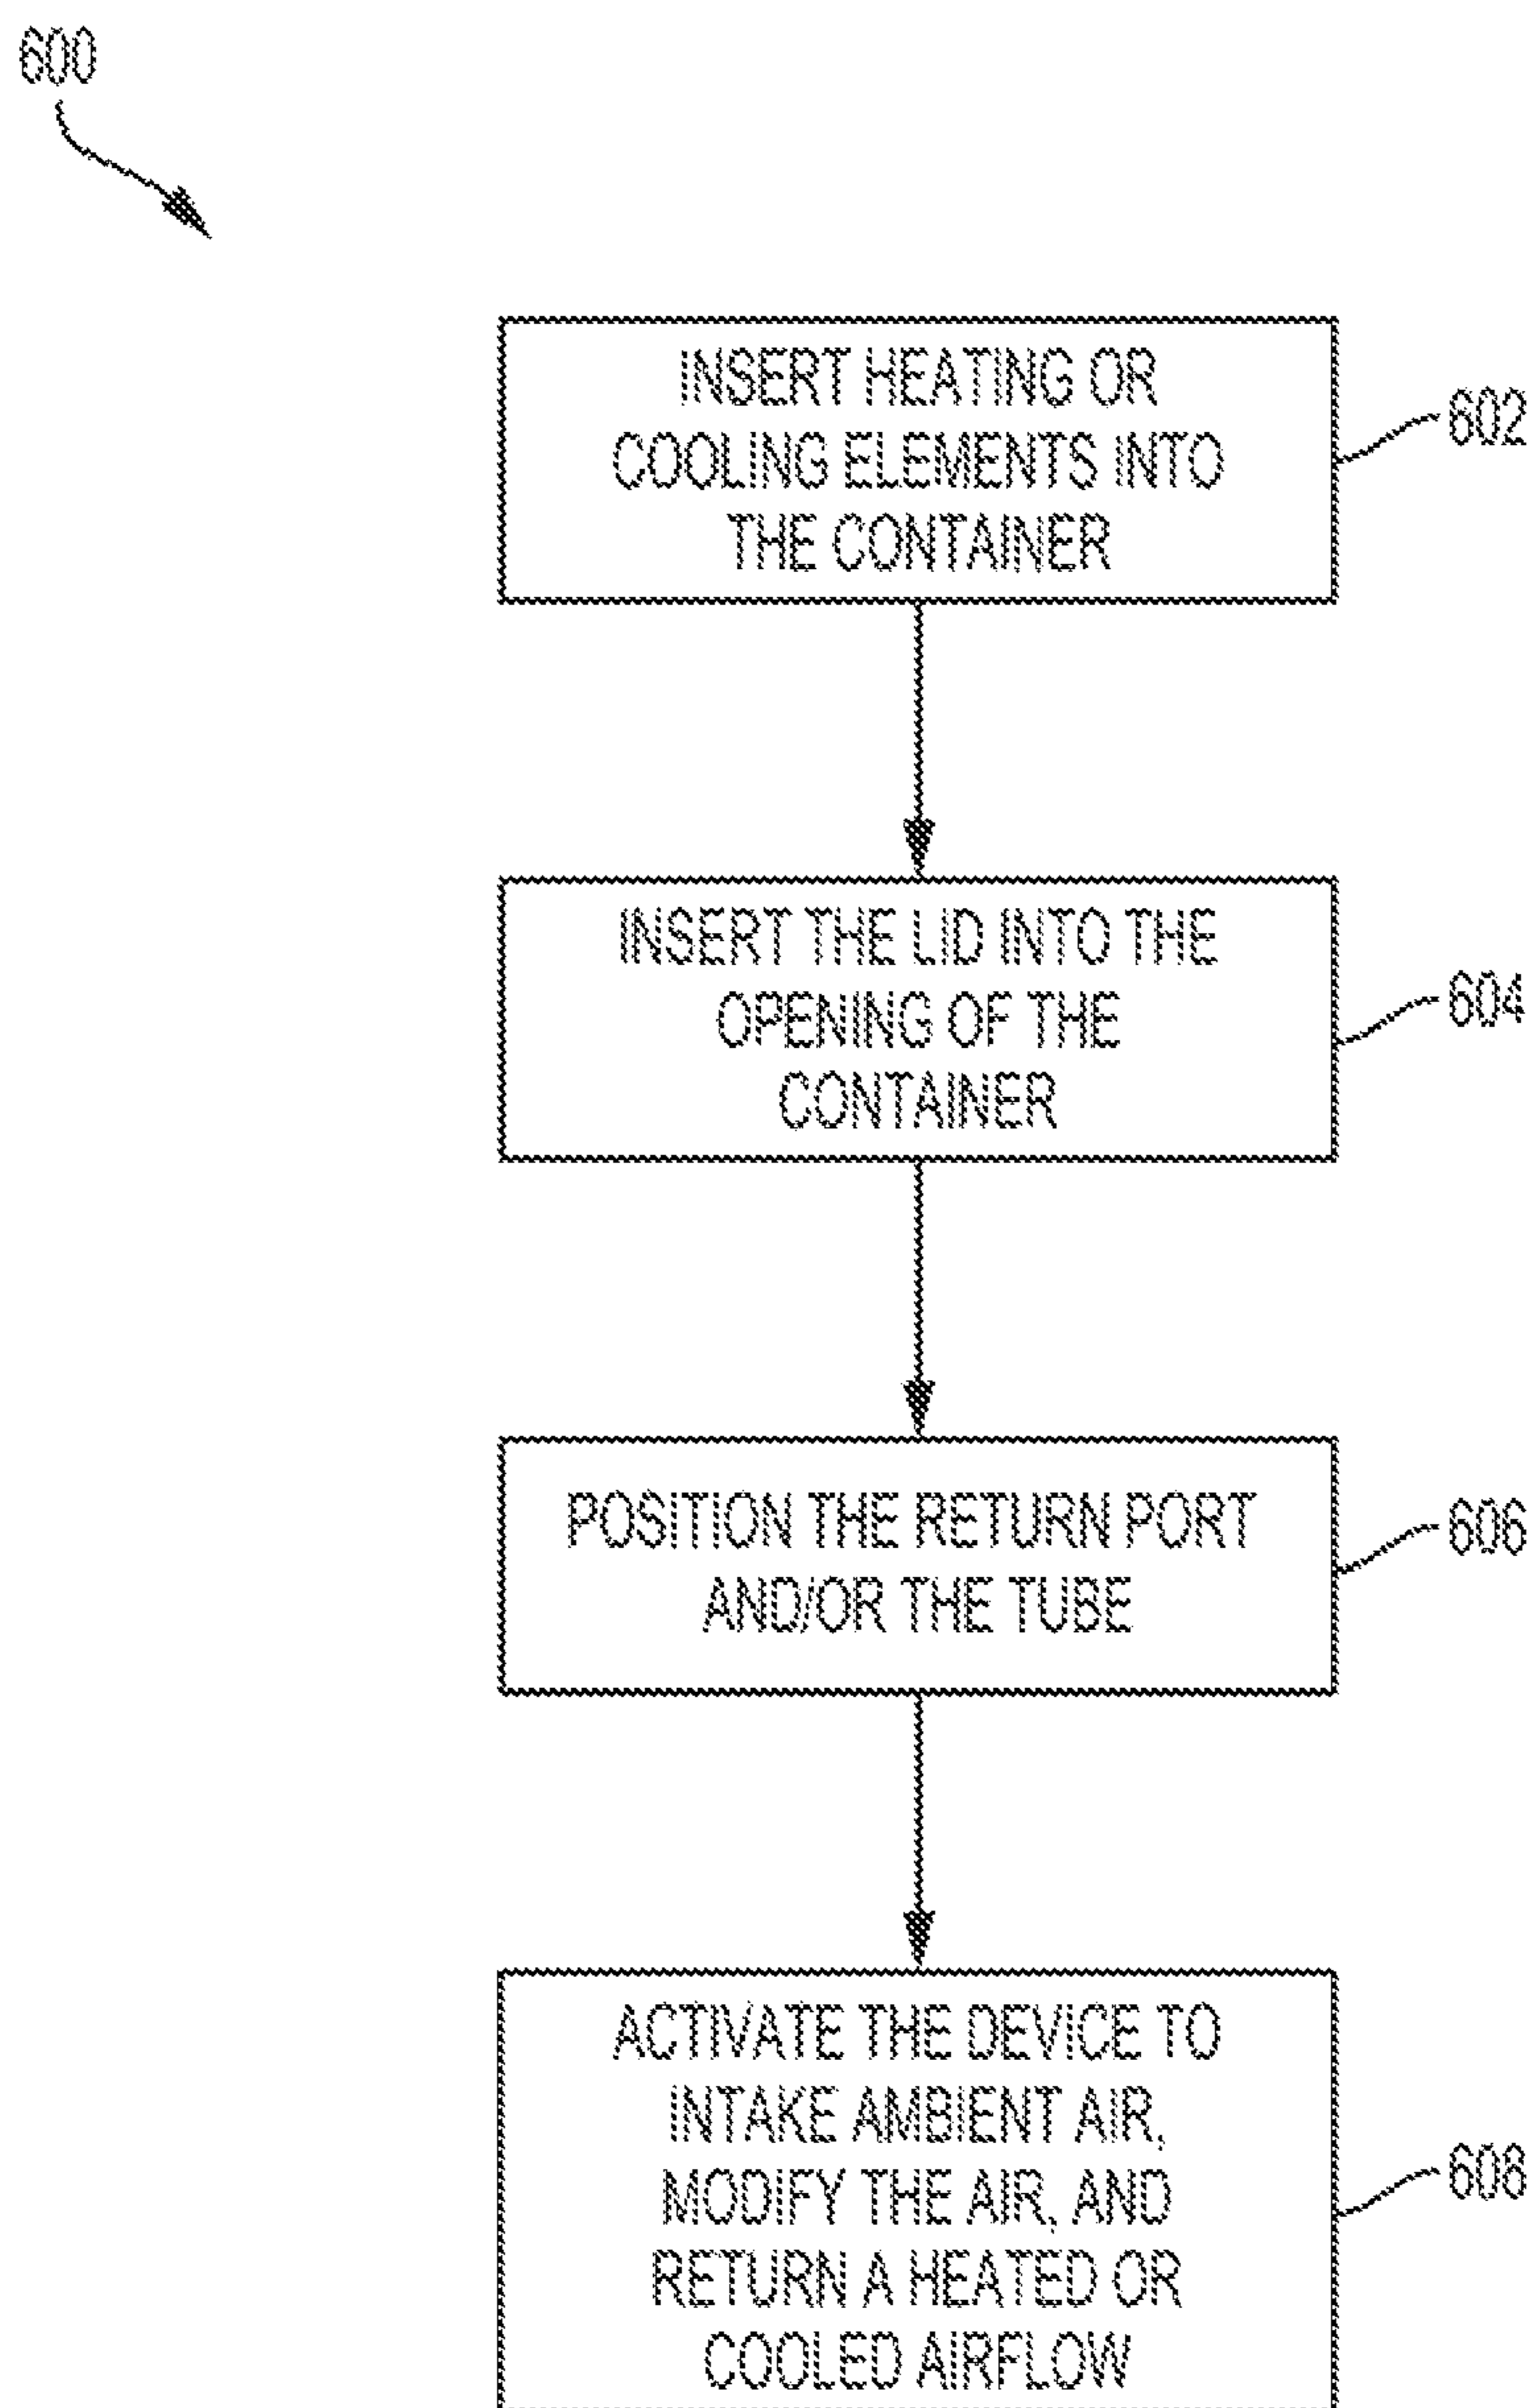 600
INSERT HEATING OR
COOLING ELEMENTS INTO
THE CONTAINER
602
INSERT THE LID INTO THE
OPENING OF THE
CONTAINER
604
POSITION THE RETURN PORT
AND/OR THE TUBE
606
ACTIVATE THE DEVICE TO
INTAKE AMBIENT AIR,
MODIFY THE AIR, AND
RETURN A HEATED OR
COOLED AIRFLOW
608